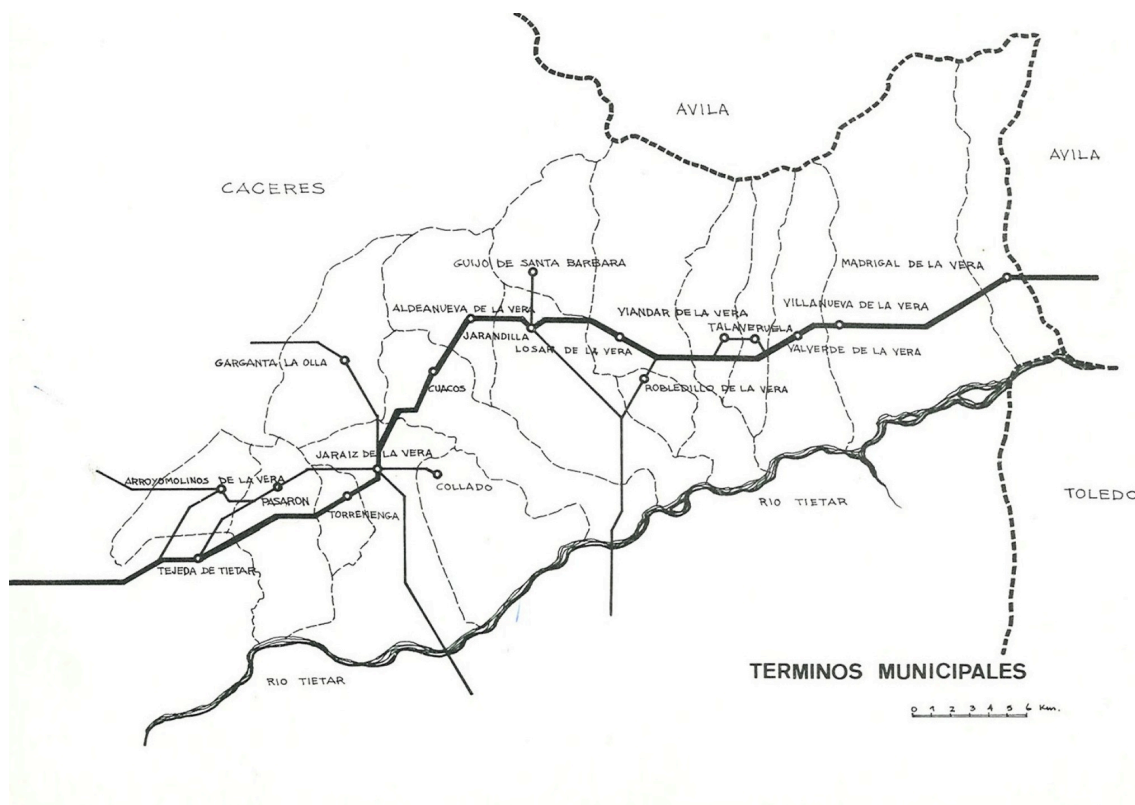 AVILA
AVILA
CACERES
GUIJO DE SANTA BARBARA
MADRIGAL DE LA VERA
ALDEANUEVA DE LA VERA
VILLANUEVA DE LA VERA
VIANDAR DE LA VERA
TALAVERUELA
JARANDILLA
LOSAR DE LA VERA
VALVERDE DE LA VERA
GARGANTA LA OLLA
CUACOS
ROBLEDILLO DE LA VERA
JARAIZ DE LA VERA
ARROYOMOLINOS DE LA VERA
COLLADO
PASARON
TORREMENGA
RIO TIETAR
TOLEDO
TEJEDA DE TIETAR
RIO TIETAR
TERMINOS MUNICIPALES
0 1 2 3 4 5 6 Km.